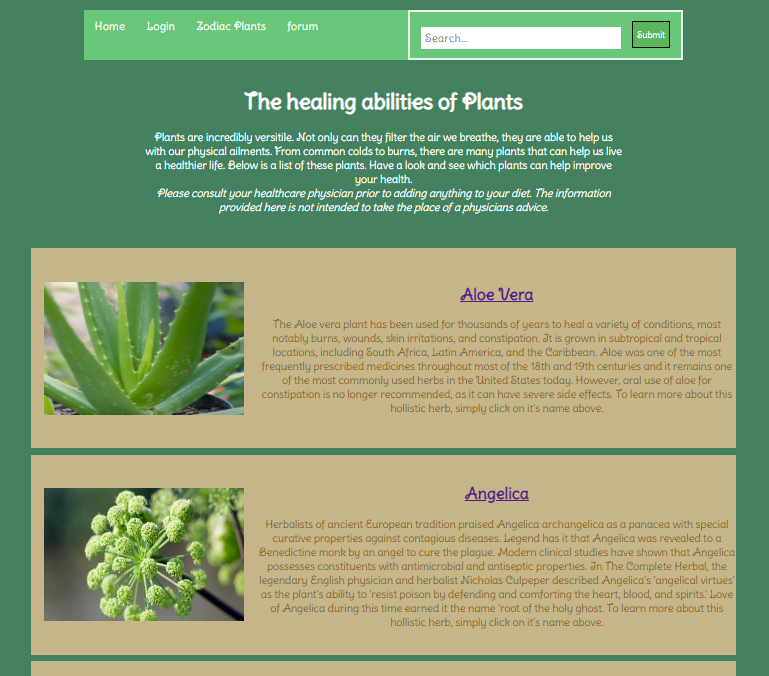 Home Login Zodiac Plants forum Search... Submit
The healing abilities of Plants
Plants are incredibly versitile. Not only can they filter the air we breathe, they are able to help us
with our physical ailments. From common colds to burns, there are many plants that can help us live
a healthier life. Below is a list of these plants. Have a look and see which plants can help improve
your health.
Please consult your healthcare physician prior to adding anything to your diet. The information
provided here is not intended to take the place of a physicians advice.
Aloe Vera
The Aloe vera plant has been used for thousands of years to heal a variety of conditions, most
notably burns, wounds, skin irritations, and constipation. It is grown in subtropical and tropical
locations, including South Africa, Latin America, and the Caribbean. Aloe was one of the most
frequently prescribed medicines throughout most of the 18th and 19th centuries and it remains one
of the most commonly used herbs in the United States today. However, oral use of aloe for
constipation is no longer recommended, as it can have severe side effects. To learn more about this
hollistic herb, simply click on it's name above.
Angelica
Herbalists of ancient European tradition praised Angelica archangelica as a panacea with special
curative properties against contagious diseases. Legend has it that Angelica was revealed to a
Benedictine monk by an angel to cure the plague. Modern clinical studies have shown that Angelica
possesses constituents with antimicrobial and antiseptic properties. In The Complete Herbal, the
legendary English physician and herbalist Nicholas Culpeper described Angelica's 'angelical virtues'
as the plant's ability to 'resist poison by defending and comforting the heart, blood, and spirits.' Love
of Angelica during this time earned it the name 'root of the holy ghost. To learn more about this
hollistic herb, simply click on it's name above.